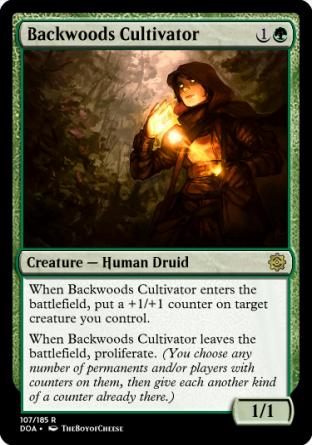 Backwoods Cultivator 1
Creature — Human Druid
When Backwoods Cultivator enters the
battlefield, put a +1/+1 counter on target
creature you control.
When Backwoods Cultivator leaves the
battlefield, proliferate. (You choose any
number of permanents and/or players with
counters on them, then give each another kind
of a counter already there.)
1/1
107/185 R
DOA • TheBoyofCheese